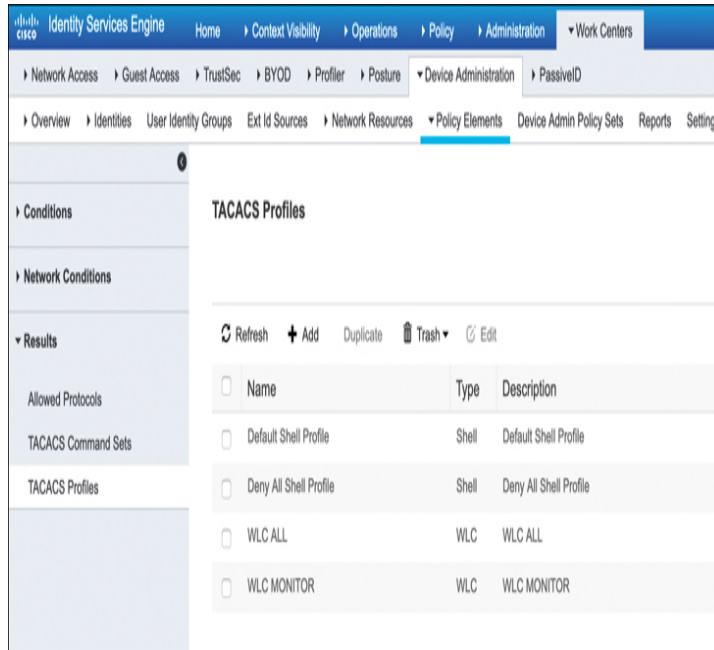 cisco Identity Services Engine Home Context Visibility Operations Policy Administration Work Centers
Network Access Guest Access TrustSec BYOD Profiler Posture Device Administration PassiveID
Overview Identities User Identity Groups Ext Id Sources Network Resources Policy Elements Device Admin Policy Sets Reports Setting
Conditions
Network Conditions
Results
Allowed Protocols
TACACS Command Sets
TACACS Profiles
TACACS Profiles
Refresh Add Duplicate Trash Edit
Name Type Description
Default Shell Profile Shell Default Shell Profile
Deny All Shell Profile Shell Deny All Shell Profile
WLC ALL WLC WLC ALL
WLC MONITOR WLC WLC MONITOR